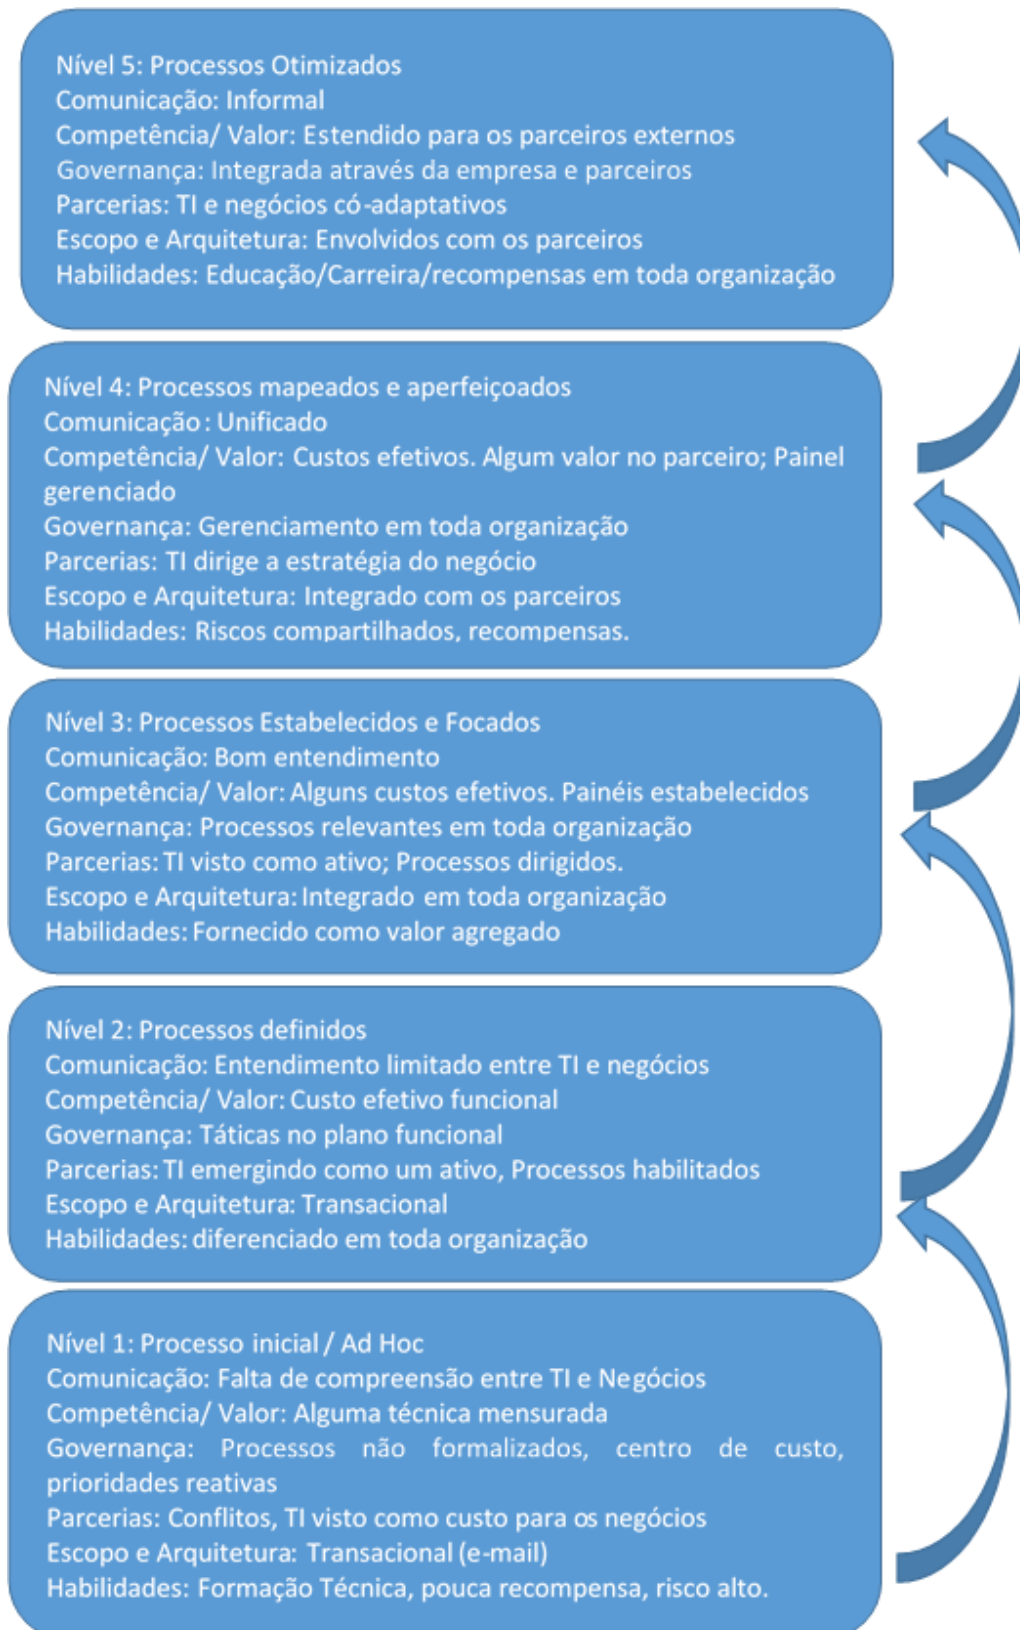 Nível 5: Processos Otimizados
Comunicação: Informal
Competência/ Valor: Estendido para os parceiros externos
Governança: Integrada através da empresa e parceiros
Parcerias: TI e negócios có-adaptativos
Escopo e Arquitetura: Envolvidos com os parceiros
Habilidades: Educação/Carreira/recompensas em toda organização
Nível 4: Processos mapeados e aperfeiçoados
Comunicação: Unificado
Competência/ Valor: Custos efetivos. Algum valor no parceiro; Painel
gerenciado
Governança: Gerenciamento em toda organização
Parcerias: TI dirige a estratégia do negócio
Escopo e Arquitetura: Integrado com os parceiros
Habilidades: Riscos compartilhados, recompensas.
Nível 3: Processos Estabelecidos e Focados
Comunicação: Bom entendimento
Competência/ Valor: Alguns custos efetivos. Painéis estabelecidos
Governança: Processos relevantes em toda organização
Parcerias: TI visto como ativo; Processos dirigidos.
Escopo e Arquitetura: Integrado em toda organização
Habilidades: Fornecido como valor agregado
Nível 2: Processos definidos
Comunicação: Entendimento limitado entre TI e negócios
Competência/ Valor: Custo efetivo funcional
Governança: Táticas no plano funcional
Parcerias: TI emergindo como um ativo, Processos habilitados
Escopo e Arquitetura: Transacional
Habilidades: diferenciado em toda organização
Nível 1: Processo inicial / Ad Hoc
Comunicação: Falta de compreensão entre TI e Negócios
Competência/ Valor: Alguma técnica mensurada
Governança: Processos não formalizados, centro de custo,
prioridades reativas
Parcerias: Conflitos, TI visto como custo para os negócios
Escopo e Arquitetura: Transacional (e-mail)
Habilidades: Formação Técnica, pouca recompensa, risco alto.